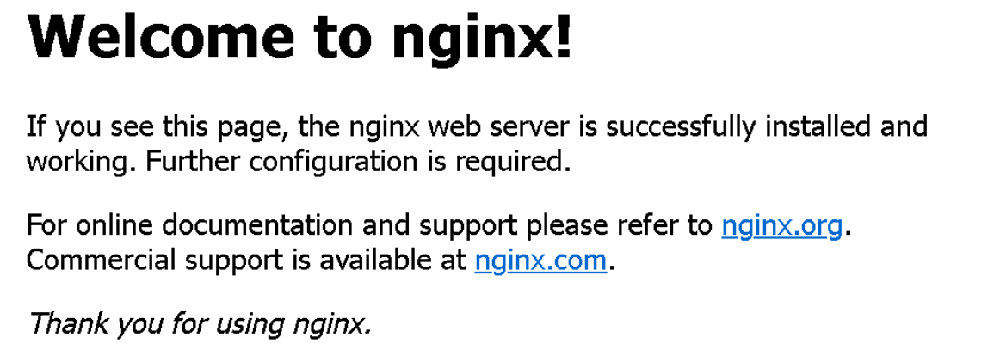 Welcome to nginx!
If you see this page, the nginx web server is successfully installed and
working. Further configuration is required.
For online documentation and support please refer to nginx.org.
Commercial support is available at nginx.com.
Thank you for using nginx.